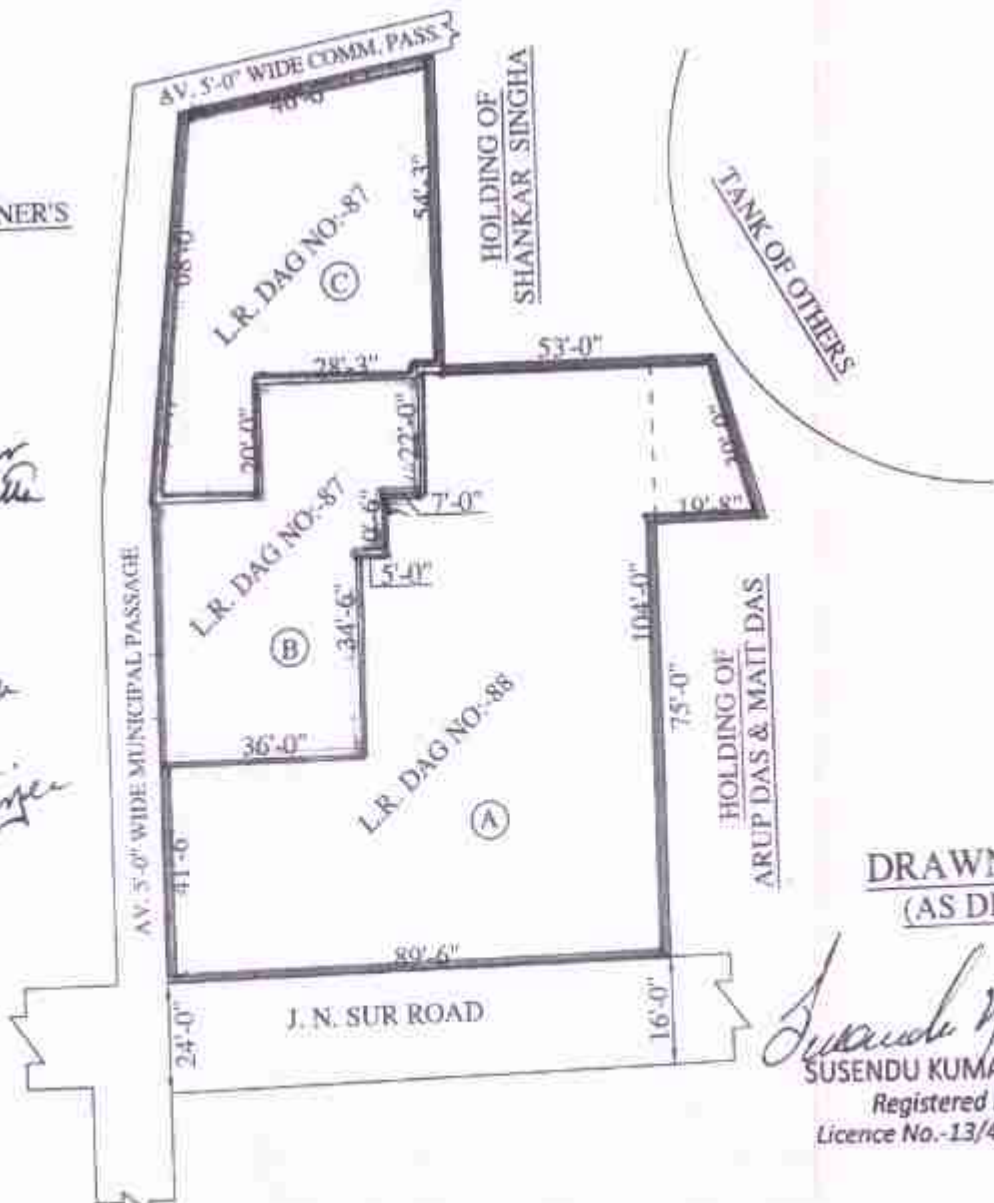 AV. 5'-0" WIDE COMM. PASS.
HOLDING OF
SHANKAR SINGHA
TANK OF OTHERS
NER'S
54'-3"
68'-0"
L.R. DAG NO:-87
C
53'-0"
28'-3"
20'-0"
22'-0"
7'-0"
19'-8"
L.R. DAG NO:-87
B
5'-0"
34'-6"
104'-0"
75'-0"
36'-0"
L.R. DAG NO:-88
A
HOLDING OF
ARUP DAS & MAIT DAS
AV. 5'-0" WIDE MUNICIPAL PASSAGE
41'-6
89'-6"
J. N. SUR ROAD
24'-0"
16'-0"
DRAWN
(AS DE
SUSENDU KUMA
Registered
Licence No.-13/4